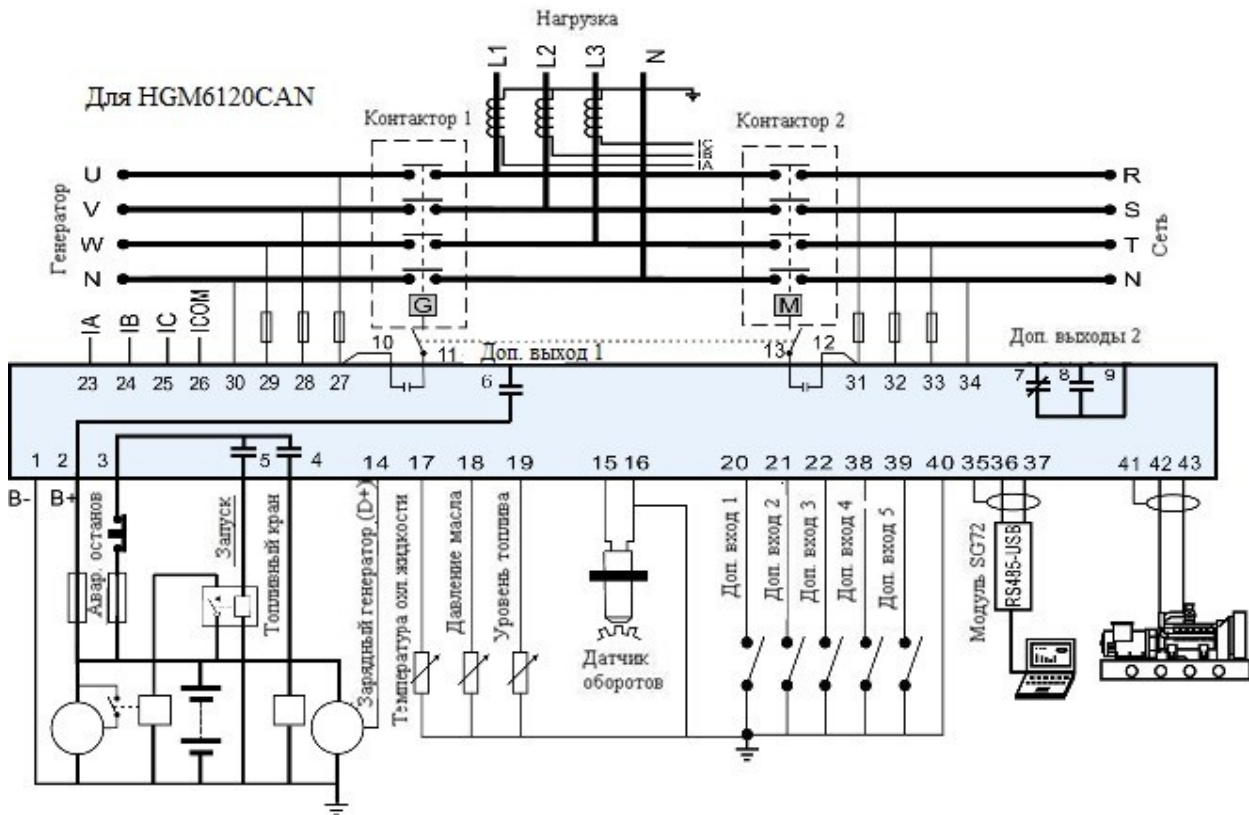 Нагрузка
L1
L2
L3
N
Для HGM6120CAN
Контактор 1
Контактор 2
IC
IB
IA
Генератор
U
V
W
N
R
S
T
N
Сеть
G
M
IA
IB
IC
ICOM
10
11
Доп. выход 1
13
12
Доп. выходы 2
23
24
25
26
30
29
28
27
6
31
32
33
34
7
8
9
1
2
3
5
4
14
17
18
19
15
16
20
21
22
38
39
40
35
36
37
41
42
43
B-
B+
Авар. останов
Запуск
Топливный кран
Зарядный генератор (D+)
Температура охл. жидкости
Давление масла
Уровень топлива
Датчик
оборотов
Доп. вход 1
Доп. вход 2
Доп. вход 3
Доп. вход 4
Доп. вход 5
Модуль SG72
RS485-USB